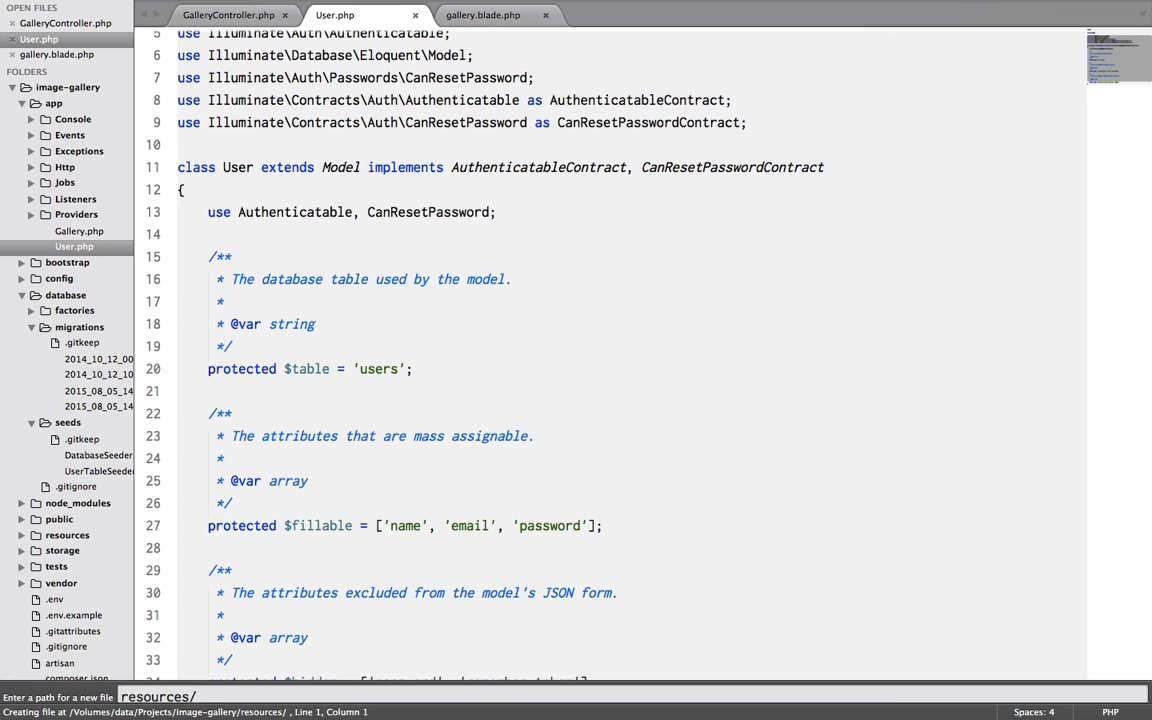 OPEN FILES
GalleryController.php
User.php
gallery.blade.php
FOLDERS
image-gallery
app
Console
Events
Exceptions
Http
Jobs
Listeners
Providers
Gallery.php
User.php
bootstrap
config
database
factories
migrations
.gitkeep
2014_10_12_00
2014_10_12_10
2015_08_05_14
2015_08_05_14
seeds
.gitkeep
DatabaseSeeder
UserTableSeeder
.gitignore
node_modules
public
resources
storage
tests
vendor
.env
.env.example
.gitattributes
.gitignore
artisan
composer.json
GalleryController.php
User.php
gallery.blade.php
5 use Illuminate\Auth\Authenticatable;
6 use Illuminate\Database\Eloquent\Model;
7 use Illuminate\Auth\Passwords\CanResetPassword;
8 use Illuminate\Contracts\Auth\Authenticatable as AuthenticatableContract;
9 use Illuminate\Contracts\Auth\CanResetPassword as CanResetPasswordContract;
10
11 class User extends Model implements AuthenticatableContract, CanResetPasswordContract
12 {
13 use Authenticatable, CanResetPassword;
14
15 /**
16 * The database table used by the model.
17 *
18 * @var string
19 */
20 protected $table = 'users';
21
22 /**
23 * The attributes that are mass assignable.
24 *
25 * @var array
26 */
27 protected $fillable = ['name', 'email', 'password'];
28
29 /**
30 * The attributes excluded from the model's JSON form.
31 *
32 * @var array
33 */
Enter a path for a new file resources/
Creating file at /Volumes/data/Projects/image-gallery/resources/ , Line 1, Column 1
Spaces: 4
PHP